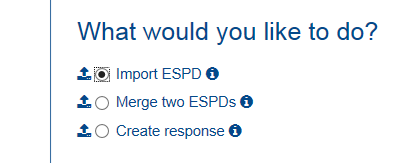 What would you like to do?
Import ESPD
Merge two ESPDs
Create response